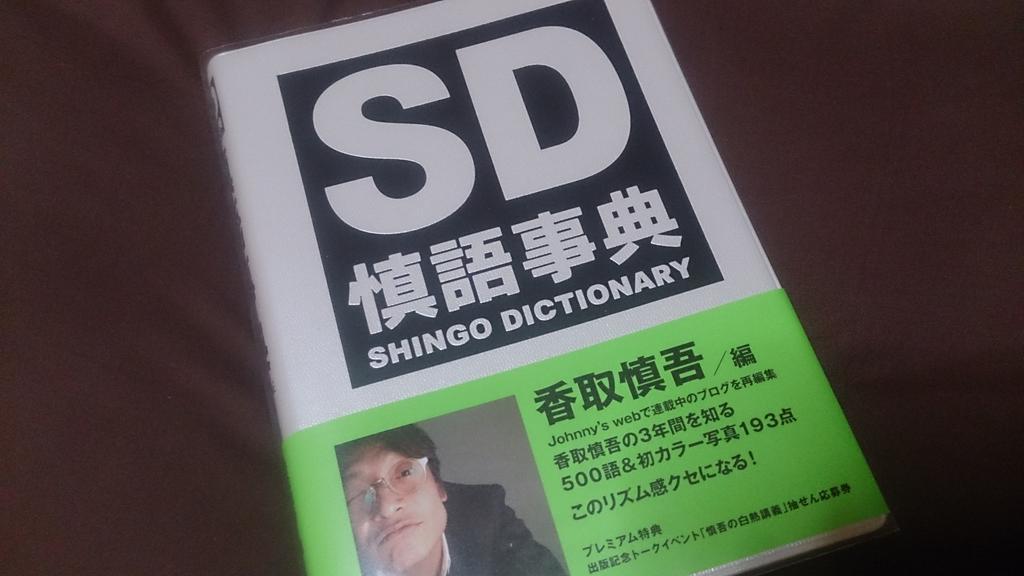 SD
慎語事典
SHINGO DICTIONARY
香取慎吾／編
Johnny's webで連載中のブログを再編集
香取慎吾の3年間を知る
500語&初カラー写真193点
このリズム感クセになる!
プレミアム特典
出版記念トークイベント「慎吾の白熱講義」抽せん応募券